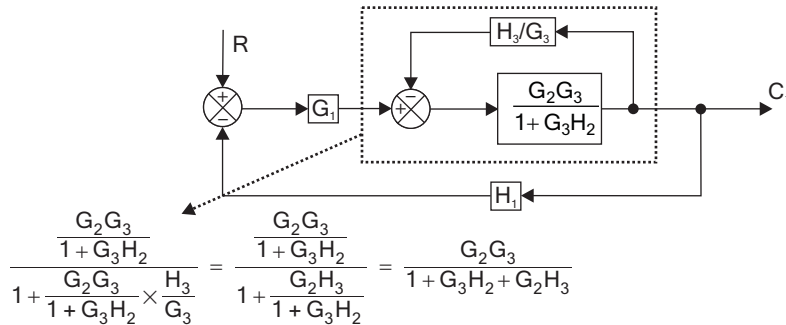 R
H₃/G₃
+
−
G₁
+
−
G₂G₃
1 + G₃H₂
C
H₁
G₂G₃
1 + G₃H₂
1 + G₂G₃ / 1 + G₃H₂ × H₃ / G₃
=
G₂G₃
1 + G₃H₂
1 + G₂H₃ / 1 + G₃H₂
=
G₂G₃
1 + G₃H₂ + G₂H₃